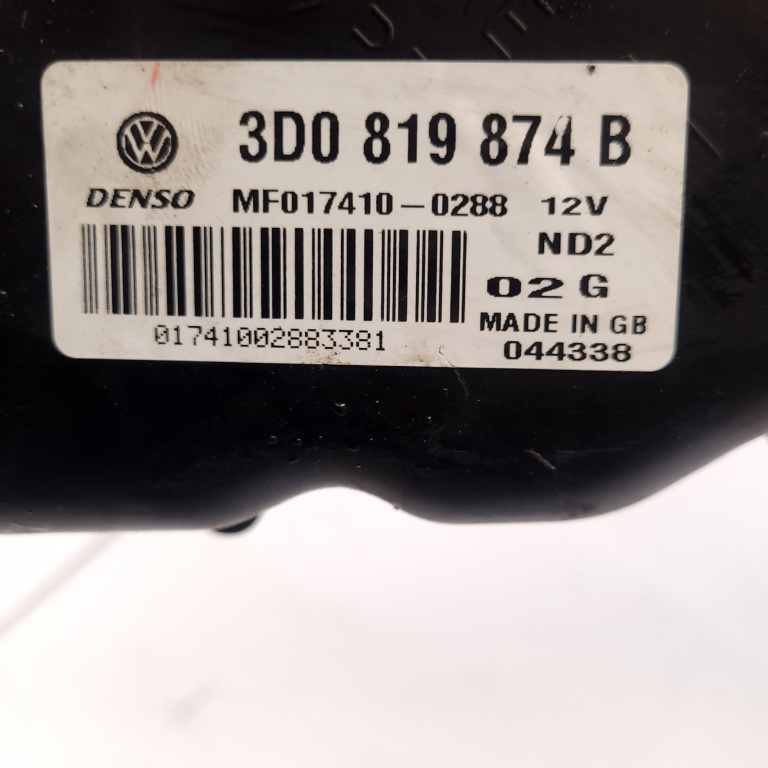 3D0 819 874 B
DENSO MF017410-0288 12V
ND2
02 G
MADE IN GB
01741002883381
044338